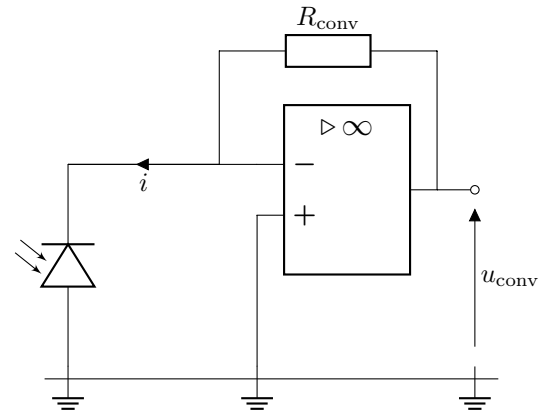 R_conv
▷ ∞
−
i
+
u_conv